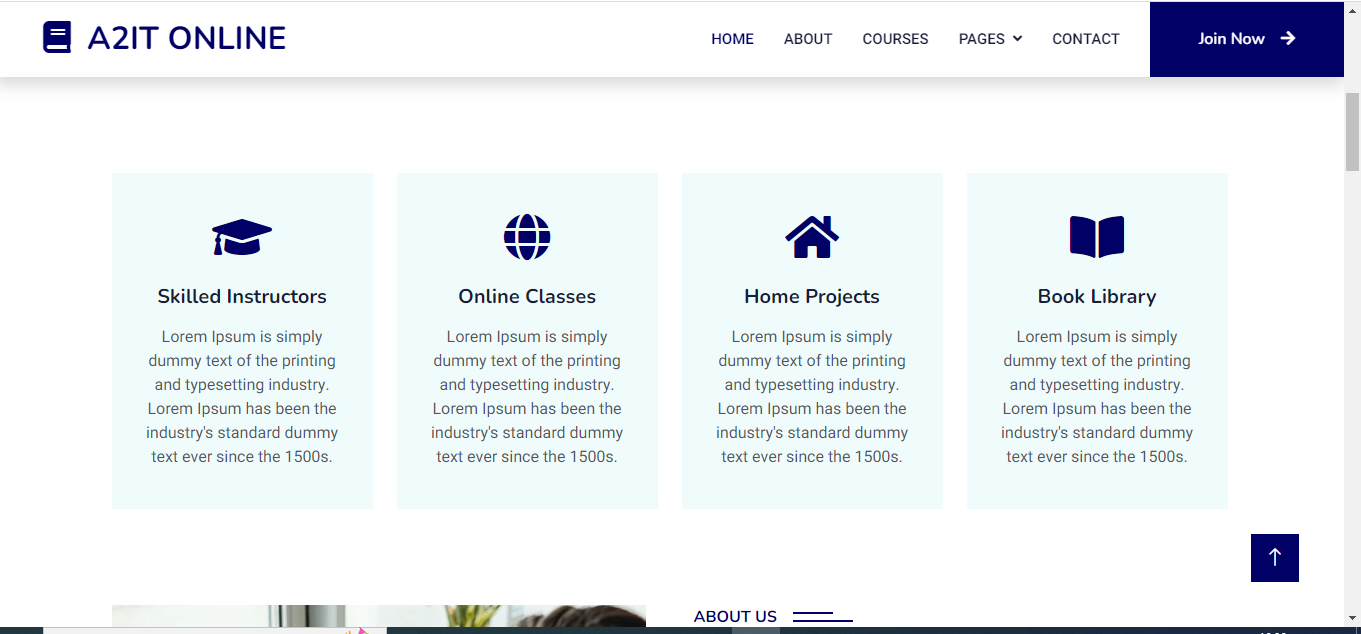 A2IT ONLINE
HOME ABOUT COURSES PAGES CONTACT Join Now
Skilled Instructors
Lorem Ipsum is simply
dummy text of the printing
and typesetting industry.
Lorem Ipsum has been the
industry's standard dummy
text ever since the 1500s.
Online Classes
Lorem Ipsum is simply
dummy text of the printing
and typesetting industry.
Lorem Ipsum has been the
industry's standard dummy
text ever since the 1500s.
Home Projects
Lorem Ipsum is simply
dummy text of the printing
and typesetting industry.
Lorem Ipsum has been the
industry's standard dummy
text ever since the 1500s.
Book Library
Lorem Ipsum is simply
dummy text of the printing
and typesetting industry.
Lorem Ipsum has been the
industry's standard dummy
text ever since the 1500s.
ABOUT US